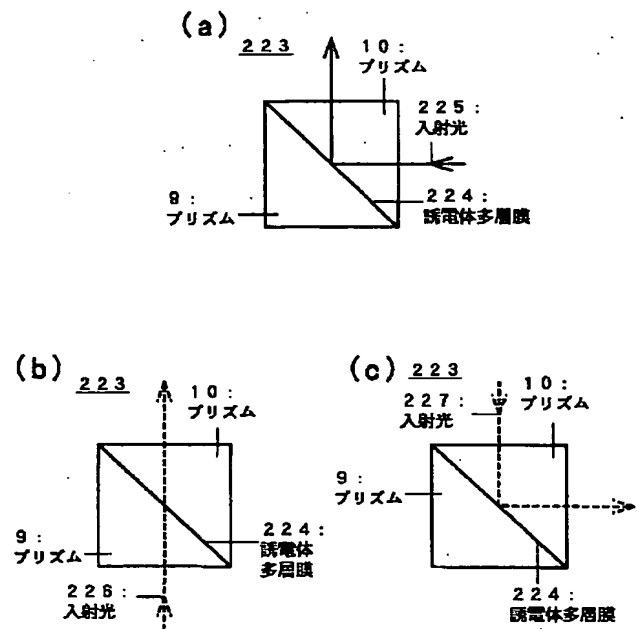 (a)
223
10:
プリズム
225:
入射光
9:
プリズム
224:
誘電体多層膜
(b)
223
10:
プリズム
9:
プリズム
224:
誘電体
多層膜
226:
入射光
(c)
223
227:
入射光
10:
プリズム
9:
プリズム
224:
誘電体多層膜